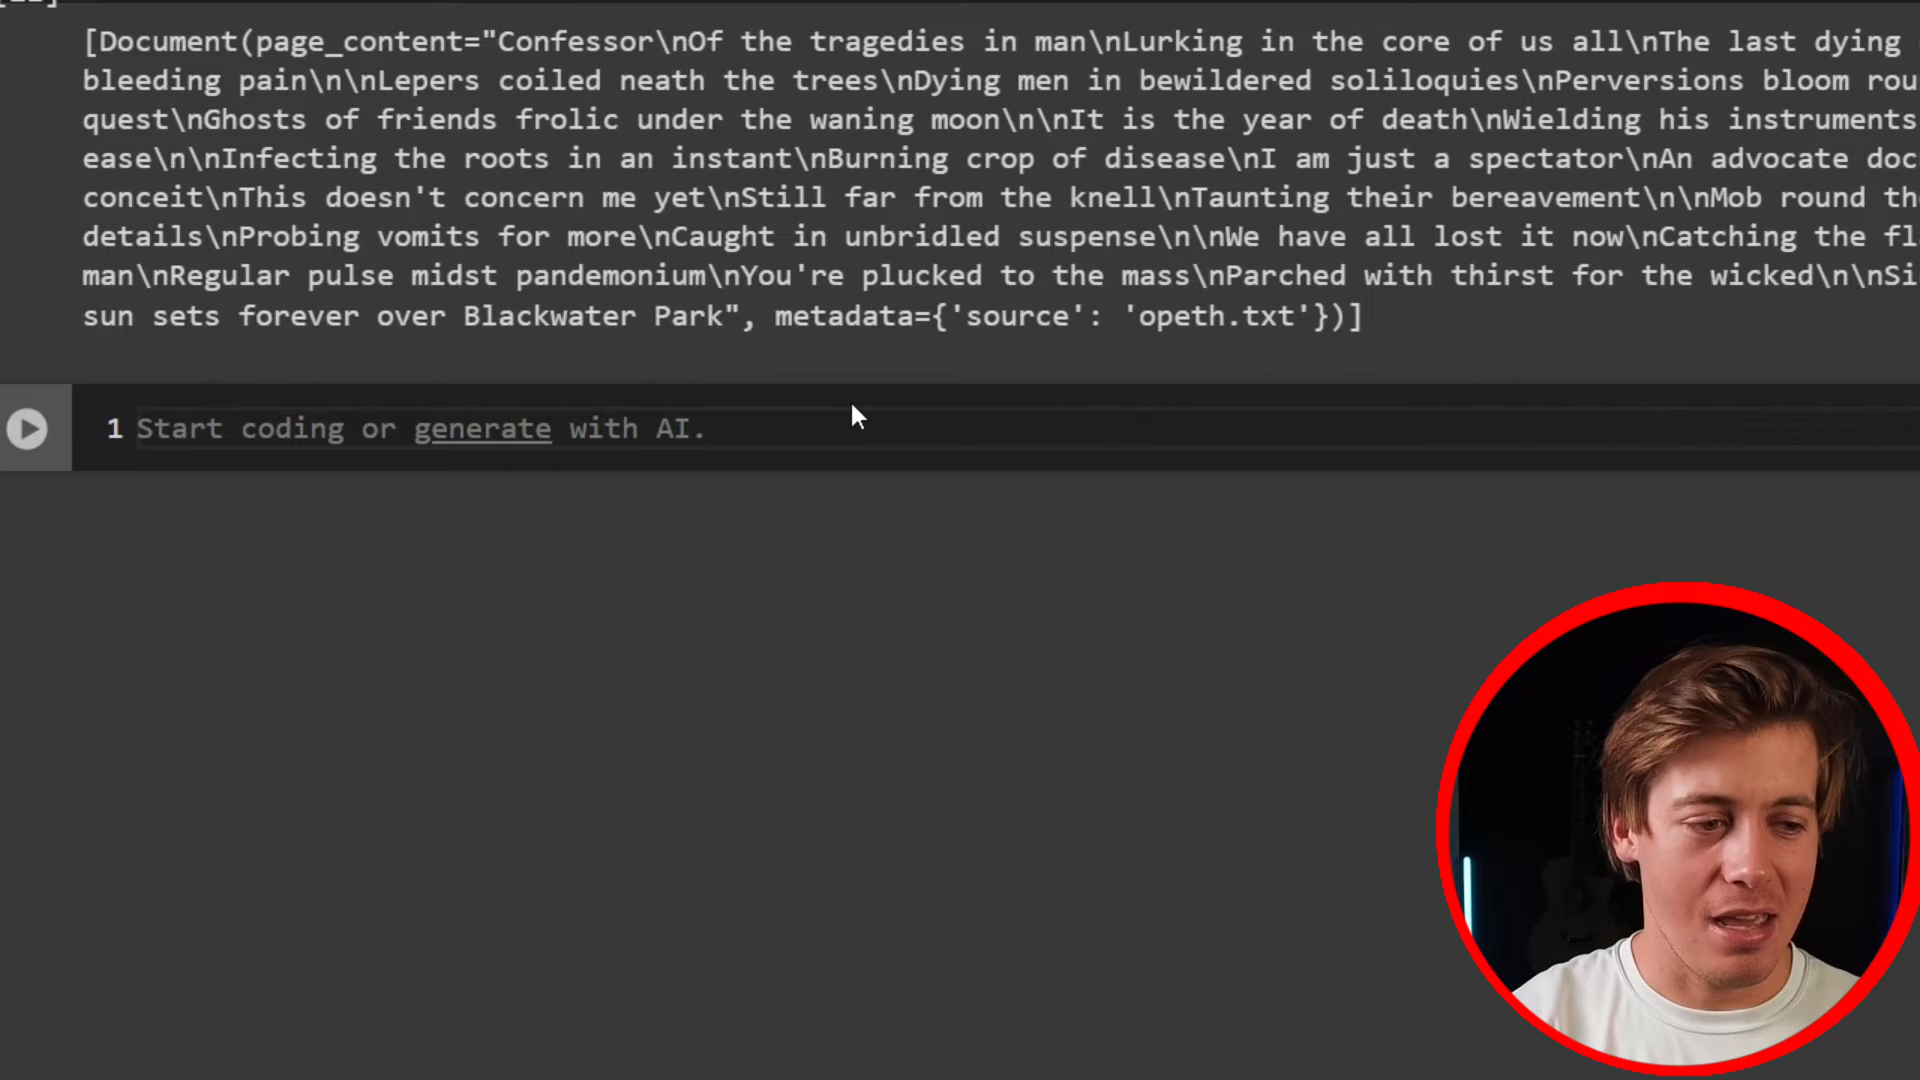 [Document(page_content="Confessor\nOf the tragedies in man\nLurking in the core of us all\nThe last dying
bleeding pain\n\nLepers coiled neath the trees\nDying men in bewildered soliloquies\nPerversions bloom rou
quest\nGhosts of friends frolic under the waning moon\n\nIt is the year of death\nWielding his instruments
ease\n\nInfecting the roots in an instant\nBurning crop of disease\nI am just a spectator\nAn advocate doc
conceit\nThis doesn't concern me yet\nStill far from the knell\nTaunting their bereavement\n\nMob round th
details\nProbing vomits for more\nCaught in unbridled suspense\n\nWe have all lost it now\nCatching the fl
man\nRegular pulse midst pandemonium\nYou're plucked to the mass\nParched with thirst for the wicked\n\nSi
sun sets forever over Blackwater Park", metadata={'source': 'opeth.txt'})]
1 Start coding or generate with AI.